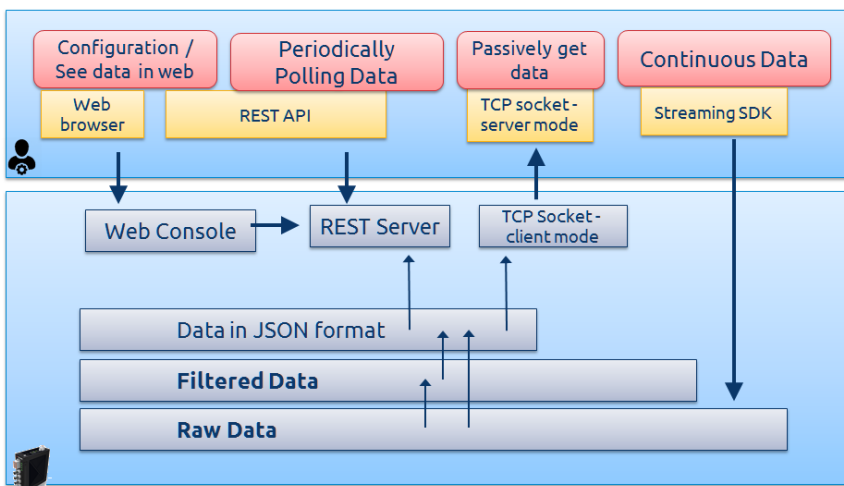 Configuration /
See data in web
Periodically
Polling Data
Passively get
data
Continuous Data
Web
browser
REST API
TCP socket -
server mode
Streaming SDK
Web Console
REST Server
TCP Socket -
client mode
Data in JSON format
Filtered Data
Raw Data